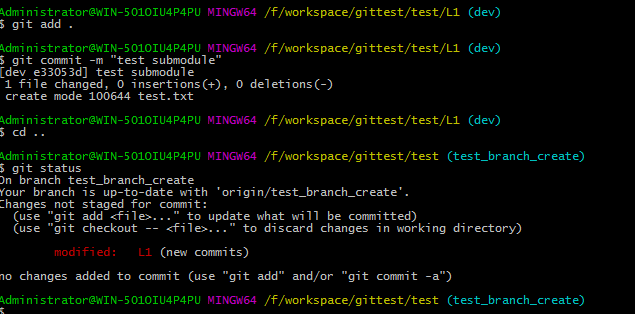 Administrator@WIN-501OIU4P4PU MINGW64 /f/workspace/gittest/test/L1 (dev)
$ git add .
Administrator@WIN-501OIU4P4PU MINGW64 /f/workspace/gittest/test/L1 (dev)
$ git commit -m "test submodule"
[dev e33053d] test submodule
1 file changed, 0 insertions(+), 0 deletions(-)
create mode 100644 test.txt
Administrator@WIN-501OIU4P4PU MINGW64 /f/workspace/gittest/test/L1 (dev)
$ cd ..
Administrator@WIN-501OIU4P4PU MINGW64 /f/workspace/gittest/test (test_branch_create)
$ git status
On branch test_branch_create
Your branch is up-to-date with 'origin/test_branch_create'.
Changes not staged for commit:
(use "git add <file>..." to update what will be committed)
(use "git checkout -- <file>..." to discard changes in working directory)
modified: L1 (new commits)
no changes added to commit (use "git add" and/or "git commit -a")
Administrator@WIN-501OIU4P4PU MINGW64 /f/workspace/gittest/test (test_branch_create)
$